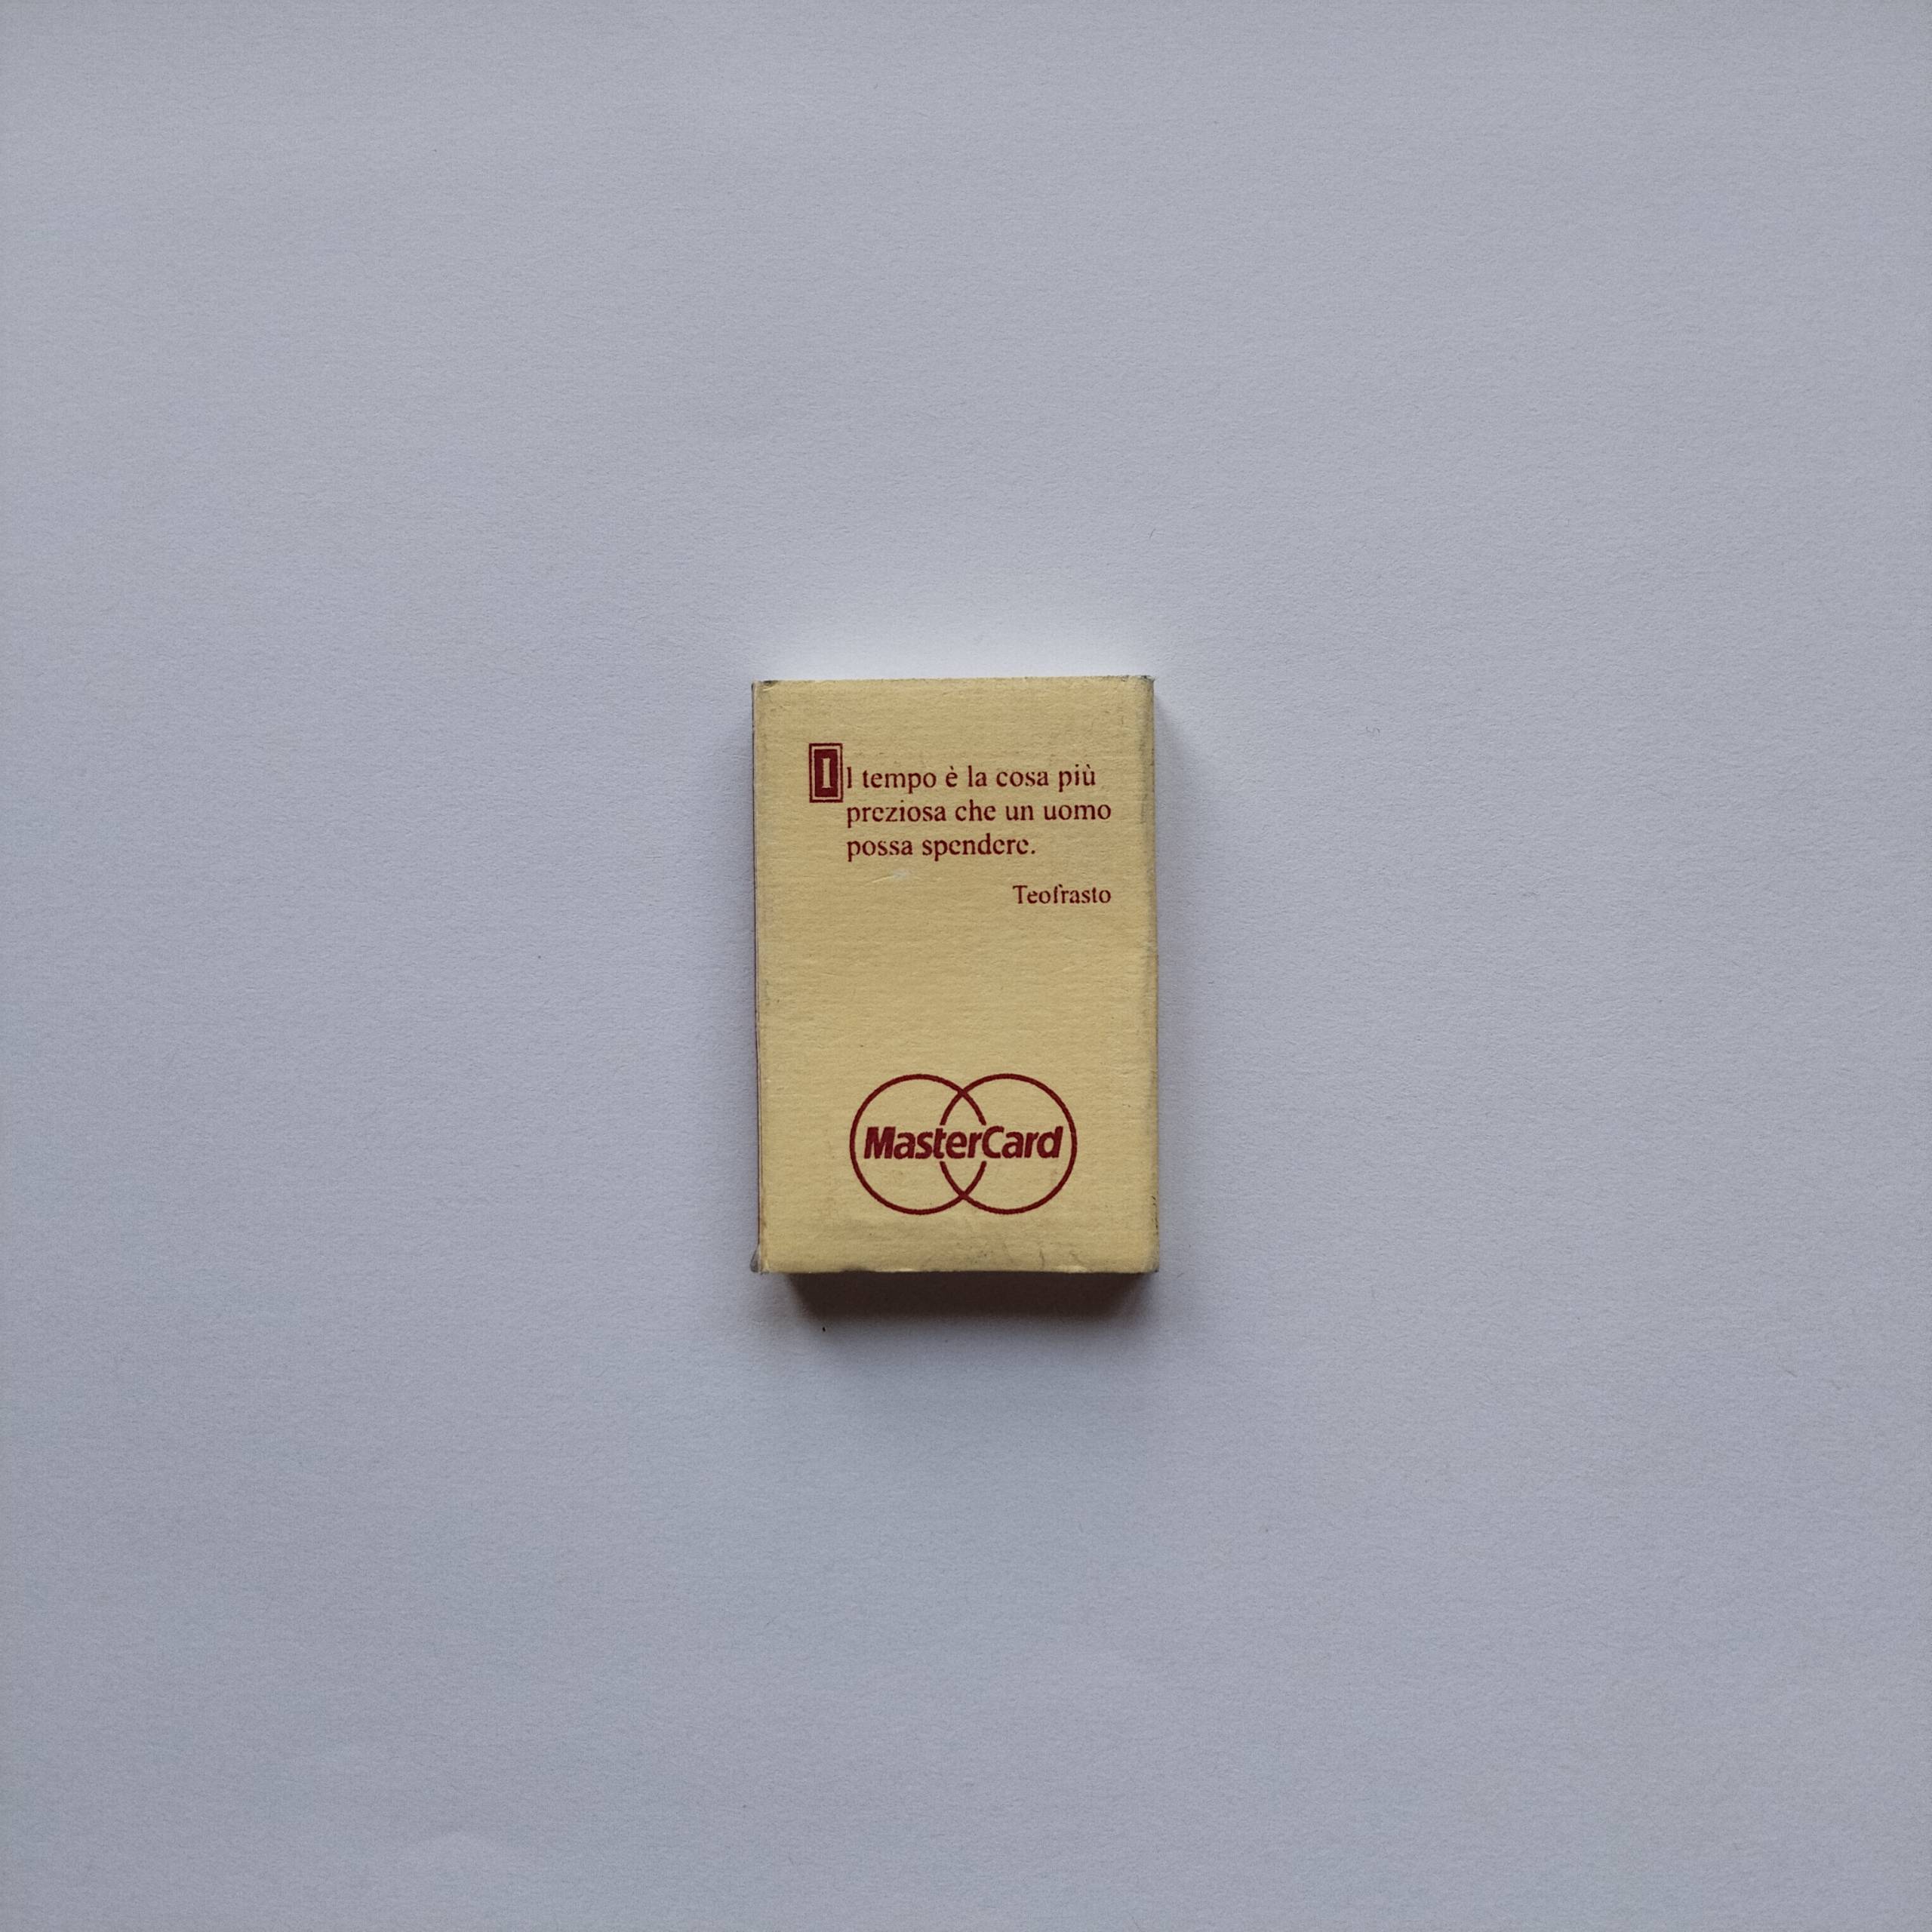 Il tempo è la cosa più
preziosa che un uomo
possa spendere.
Teofrasto
MasterCard